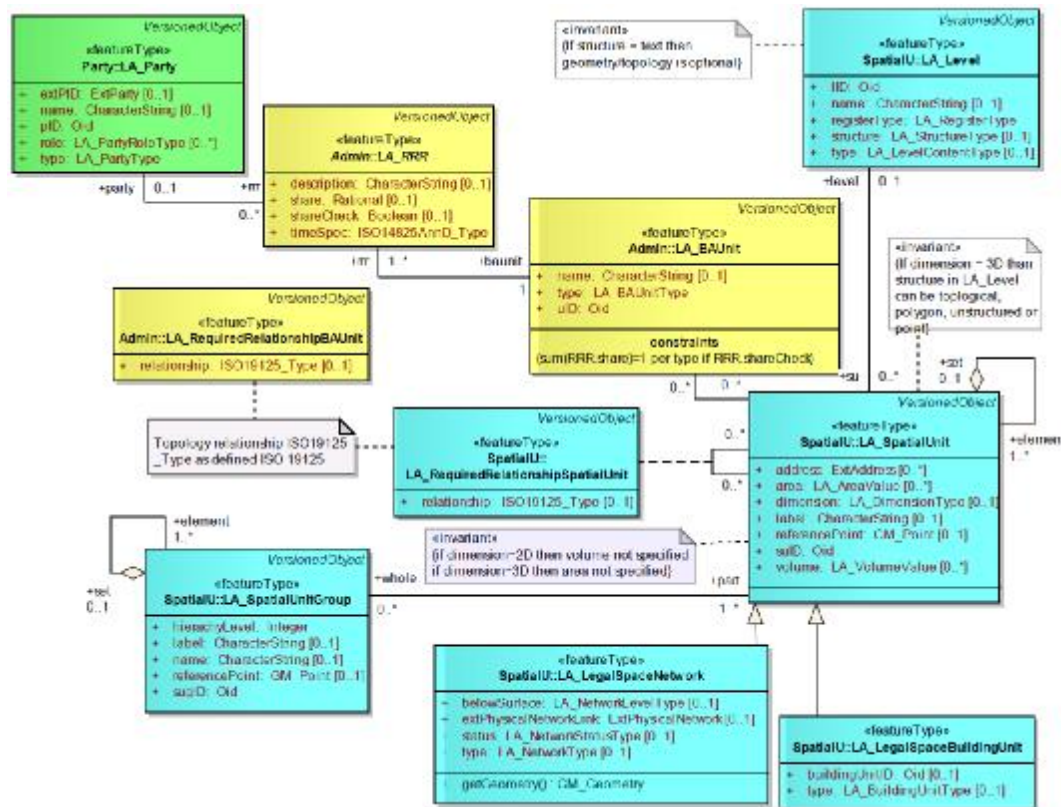 VersionedObject
«featureType»
Party::LA_Party
+ extPID: ExtParty [0..1]
+ name: CharacterString [0..1]
+ pID: Oid
+ role: LA_PartyRoleType [0..*]
+ type: LA_PartyType
+party 0..1
+rrr
0..*
VersionedObject
«featureType»
Admin::LA_RRR
+ description: CharacterString [0..1]
+ share: Rational [0..1]
+ shareCheck: Boolean [0..1]
+ timeSpec: ISO14825AnnD_Type
+rrr 1..*
+baunit
1
«invariant»
{If structure = text then
geometry/topology is optional}
VersionedObject
«featureType»
SpatialU::LA_Level
+ lID: Oid
+ name: CharacterString [0..1]
+ registerType: LA_RegisterType
+ structure: LA_StructureType [0..1]
+ type: LA_LevelContentType [0..1]
+level 0..1
VersionedObject
«featureType»
Admin::LA_BAUnit
+ name: CharacterString [0..1]
+ type: LA_BAUnitType
+ uID: Oid
constraints
{sum(RRR.share)=1 per type if RRR.shareCheck}
0..* 0..*
+su 0..*
«invariant»
{If dimension = 3D than
structure in LA_Level
can be toplogical,
polygon, unstructured or
point}
VersionedObject
«featureType»
Admin::LA_RequiredRelationshipBAUnit
+ relationship: ISO19125_Type [0..1]
Topology relationship ISO19125
_Type as defined ISO 19125
VersionedObject
«featureType»
SpatialU::
LA_RequiredRelationshipSpatialUnit
+ relationship: ISO19125_Type [0..1]
0..*
0..*
+set
0..1
+element
1..*
VersionedObject
«featureType»
SpatialU::LA_SpatialUnit
+ address: ExtAddress [0..*]
+ area: LA_AreaValue [0..*]
+ dimension: LA_DimensionType [0..1]
+ label: CharacterString [0..1]
+ referencePoint: GM_Point [0..1]
+ suID: Oid
+ volume: LA_VolumeValue [0..*]
«invariant»
{if dimension=2D then volume not specified
if dimension=3D then area not specified}
+element
1..*
+set
0..1
VersionedObject
«featureType»
SpatialU::LA_SpatialUnitGroup
+ hierachyLevel: Integer
+ label: CharacterString [0..1]
+ name: CharacterString [0..1]
+ referencePoint: GM_Point [0..1]
+ sugID: Oid
+whole
0..*
+part
1..*
«featureType»
SpatialU::LA_LegalSpaceNetwork
+ belowSurface: LA_NetworkLevelType [0..1]
+ extPhysicalNetworkLink: ExtPhysicalNetwork [0..1]
+ status: LA_NetworkStatusType [0..1]
+ type: LA_NetworkType [0..1]
+ getGeometry() : GM_Geometry
«featureType»
SpatialU::LA_LegalSpaceBuildingUnit
+ buildingUnitID: Oid [0..1]
+ type: LA_BuildingUnitType [0..1]